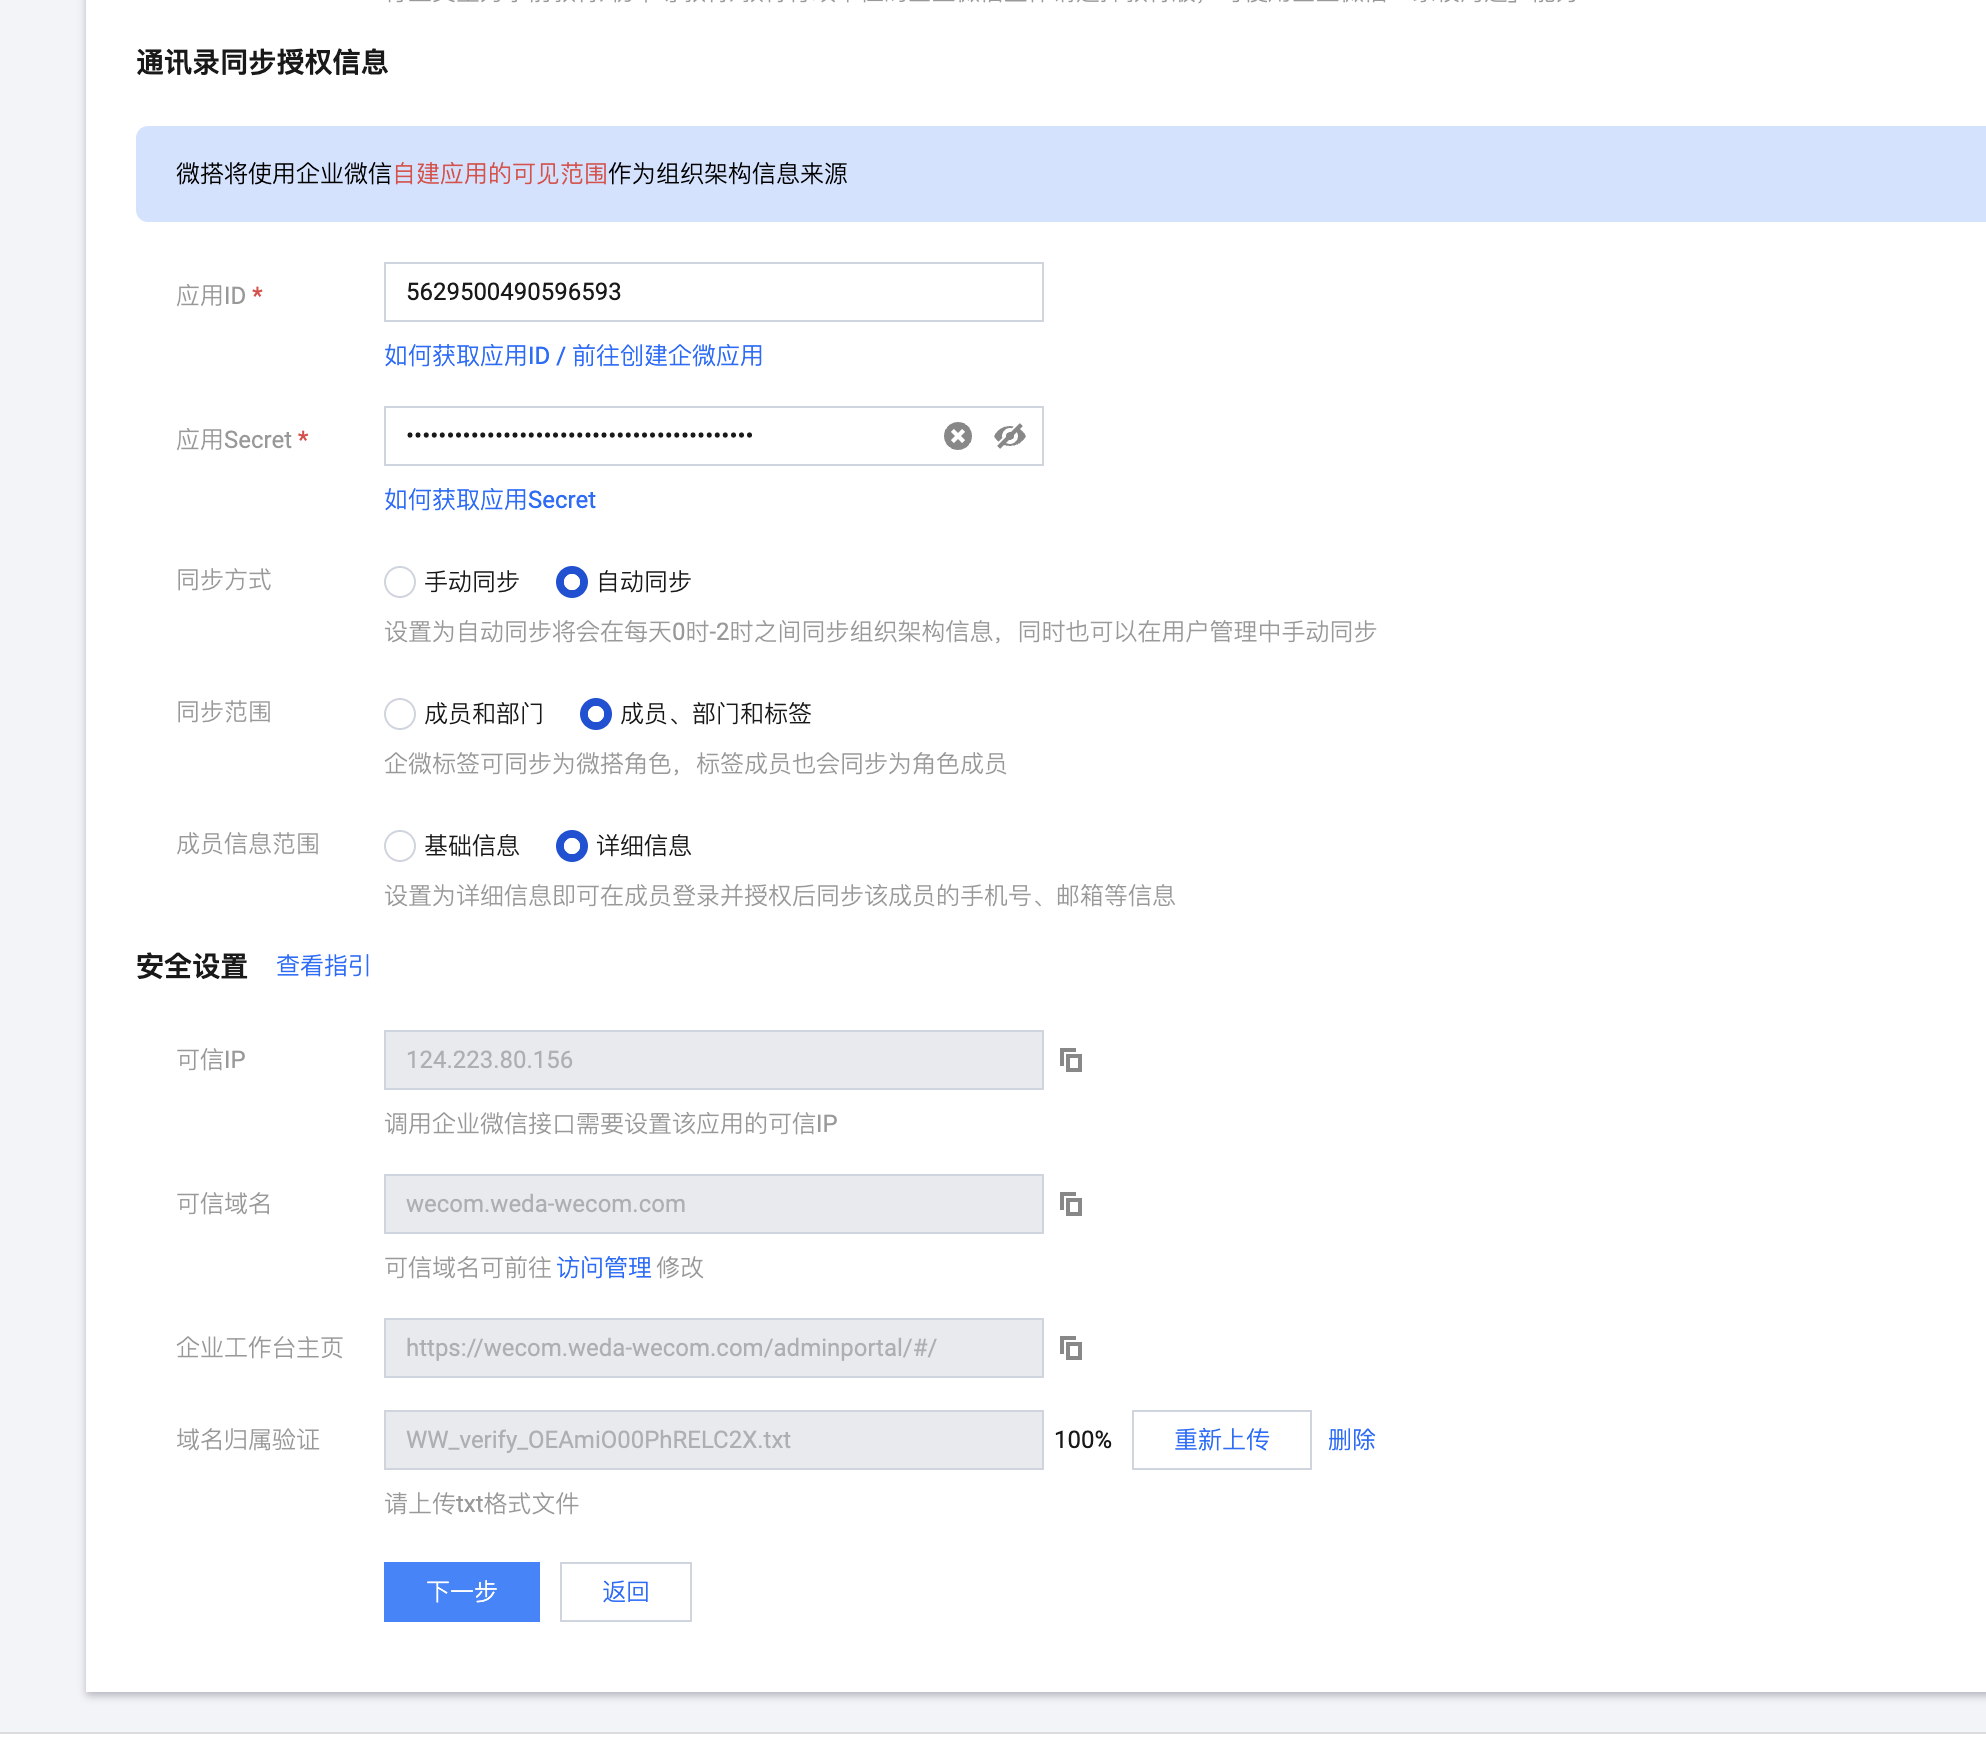 通讯录同步授权信息
微搭将使用企业微信自建应用的可见范围作为组织架构信息来源
应用ID *
5629500490596593
如何获取应用ID / 前往创建企微应用
应用Secret *
•••••••••••••••••••••••••••••••••••••••••••
如何获取应用Secret
同步方式
手动同步 自动同步
设置为自动同步将会在每天0时-2时之间同步组织架构信息，同时也可以在用户管理中手动同步
同步范围
成员和部门 成员、部门和标签
企微标签可同步为微搭角色，标签成员也会同步为角色成员
成员信息范围
基础信息 详细信息
设置为详细信息即可在成员登录并授权后同步该成员的手机号、邮箱等信息
安全设置 查看指引
可信IP
124.223.80.156
调用企业微信接口需要设置该应用的可信IP
可信域名
wecom.weda-wecom.com
可信域名可前往 访问管理 修改
企业工作台主页
https://wecom.weda-wecom.com/adminportal/#/
域名归属验证
WW_verify_OEAmiO00PhRELC2X.txt 100% 重新上传 删除
请上传txt格式文件
下一步 返回